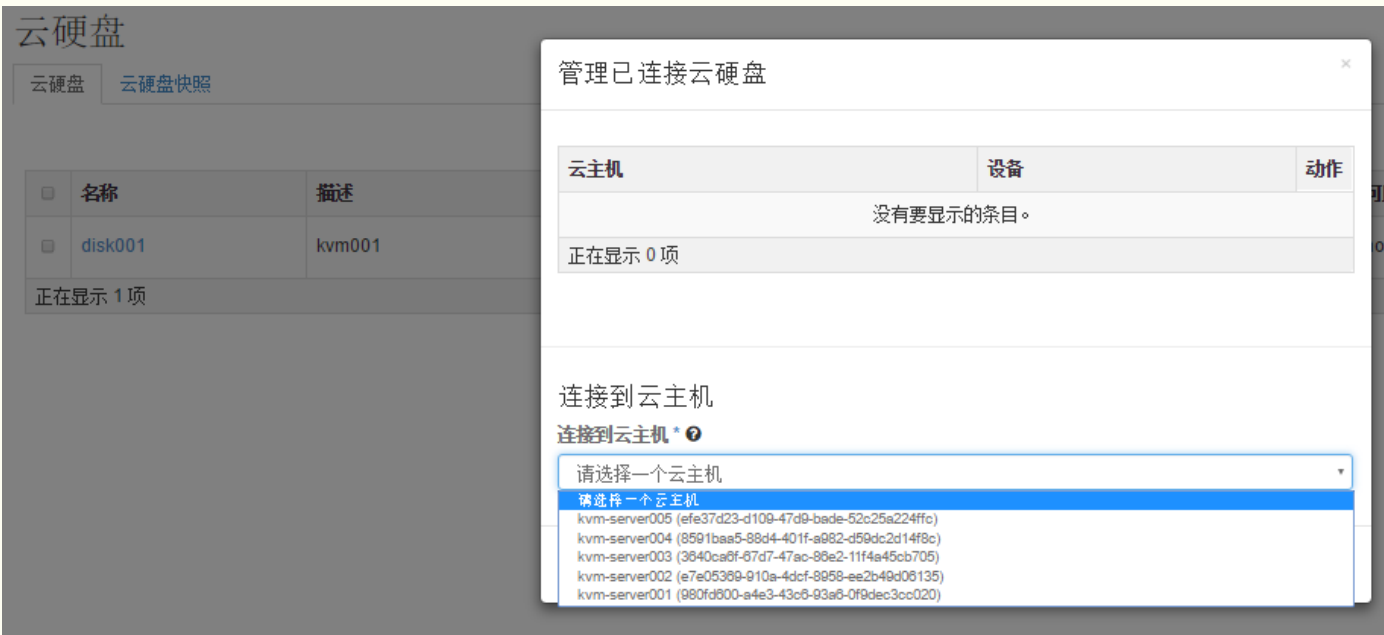 云硬盘
云硬盘 云硬盘快照
名称 描述
disk001 kvm001
正在显示 1 项
管理已连接云硬盘 ×
云主机 设备 动作
没有要显示的条目。
正在显示 0 项
连接到云主机
连接到云主机 *
请选择一个云主机
请选择一个云主机
kvm-server005 (efe37d23-d109-47d9-bade-52c25a224ffc)
kvm-server004 (8591baa5-88d4-401f-a982-d59dc2d14f8c)
kvm-server003 (3640ca6f-67d7-47ac-86e2-11f4a45cb705)
kvm-server002 (e7e05369-910a-4dcf-8958-ee2b49d06135)
kvm-server001 (980fd600-a4e3-43c6-93a6-0f9dec3cc020)